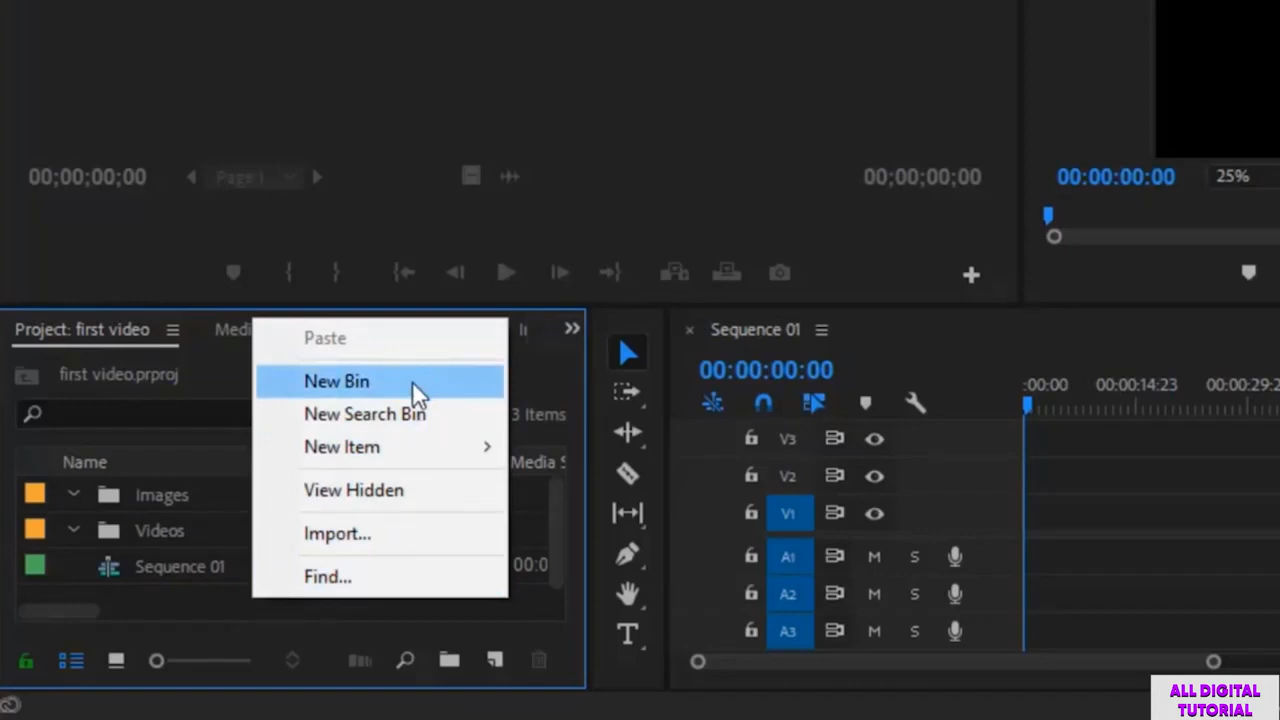 00;00;00;00
Page 1
00;00;00;00
00:00:00:00
25%
Project: first video
Medi
first video.prproj
3 Items
Name
Media S
Images
Videos
Sequence 01
00:0
Paste
New Bin
New Search Bin
New Item
View Hidden
Import...
Find...
Sequence 01
00:00:00:00
:00:00
00:00:14:23
00:00:29:2
V3
V2
V1
A1 M S
A2 M S
A3 M S
T
ALL DIGITAL
TUTORIAL